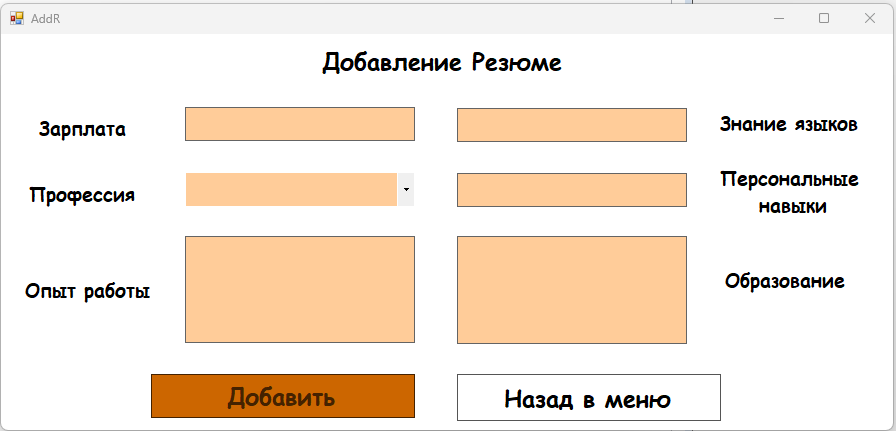 AddR
Добавление Резюме
Зарплата
Знание языков
Профессия
Персональные
навыки
Опыт работы
Образование
Добавить
Назад в меню